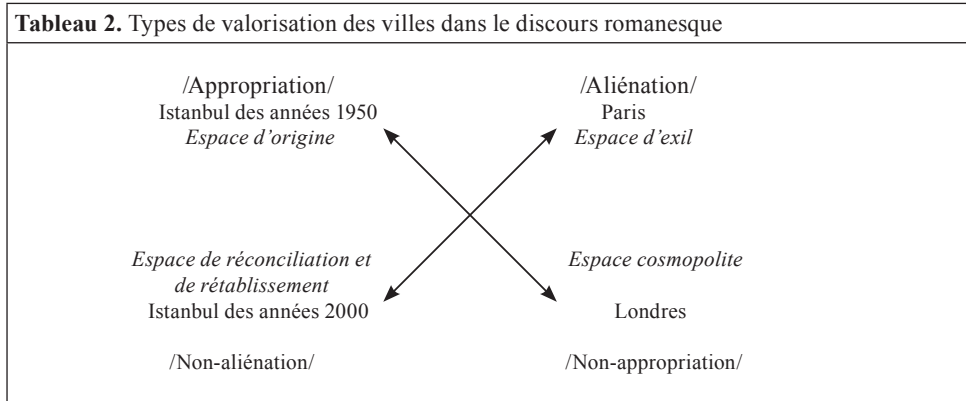 Tableau 2. Types de valorisation des villes dans le discours romanesque
/Appropriation/
Istanbul des années 1950
Espace d'origine
/Aliénation/
Paris
Espace d'exil
Espace de réconciliation et
de rétablissement
Istanbul des années 2000
/Non-aliénation/
Espace cosmopolite
Londres
/Non-appropriation/